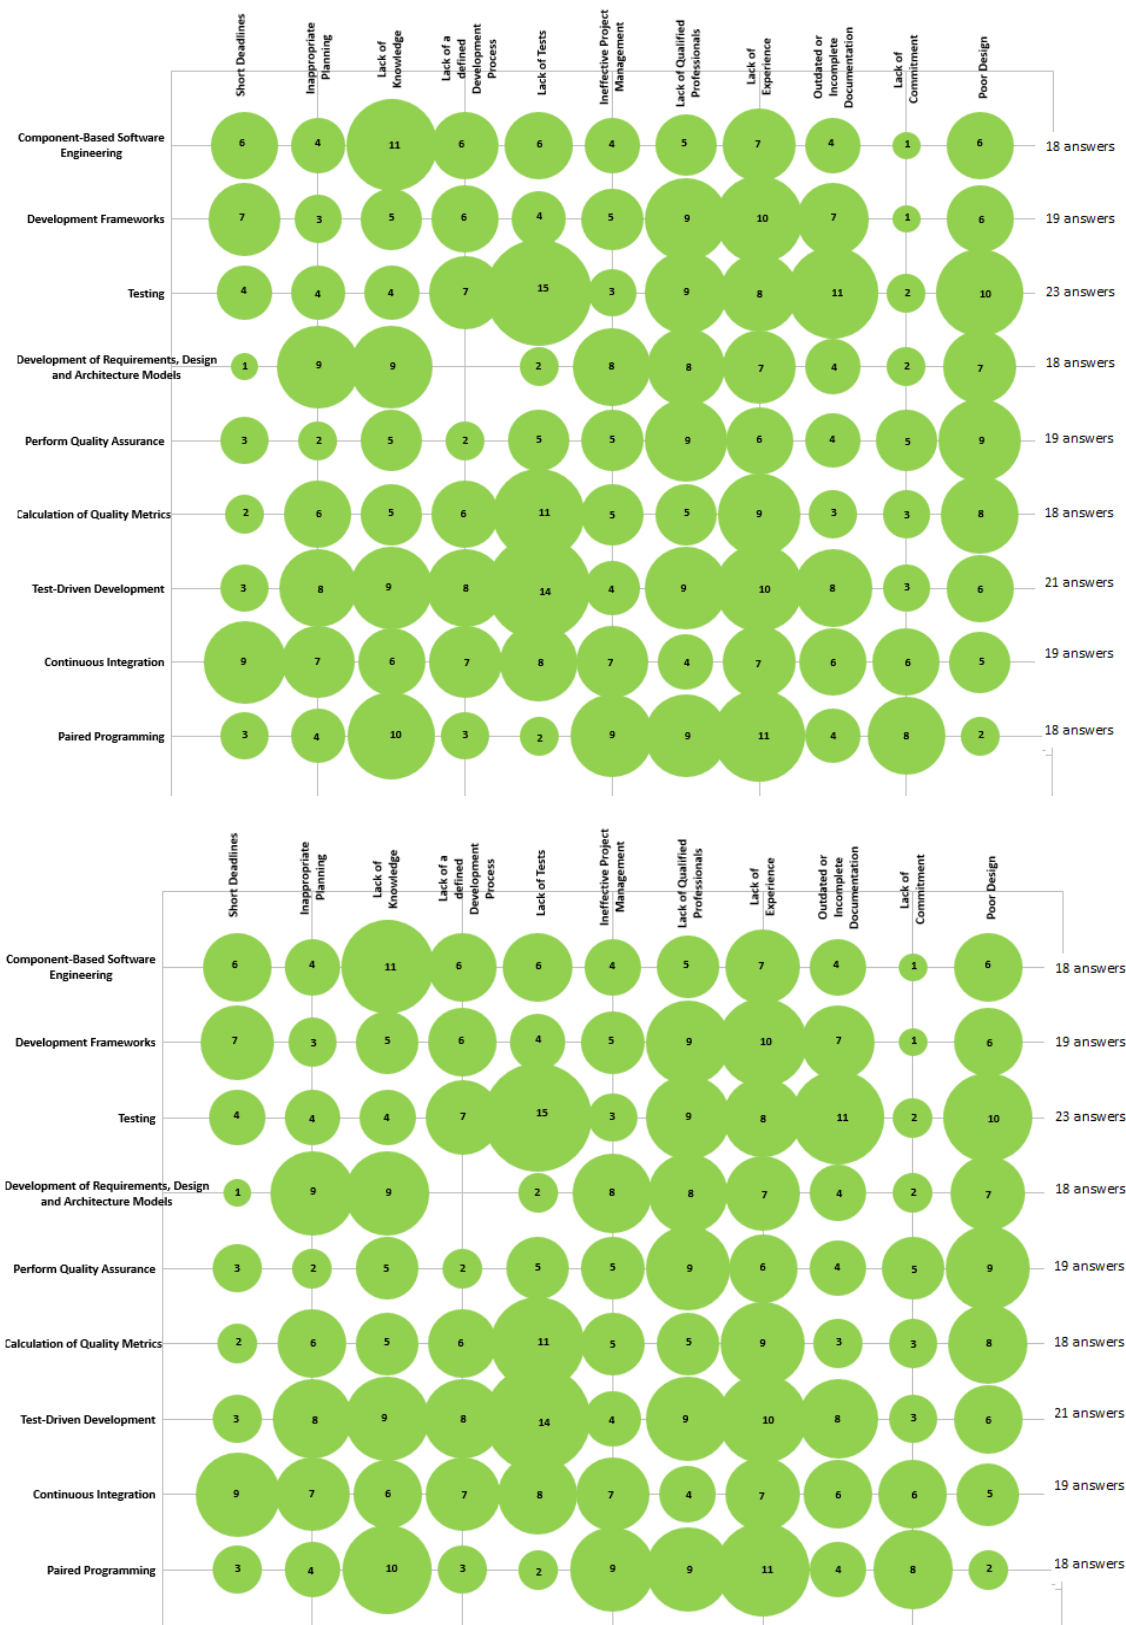 Short Deadlines
Inappropriate
Planning
Lack of
Knowledge
Lack of a
defined
Development
Process
Lack of Tests
Ineffective Project
Management
Lack of Qualified
Professionals
Lack of
Experience
Outdated or
Incomplete
Documentation
Lack of
Commitment
Poor Design
Component-Based Software
Engineering
6 4 11 6 6 4 5 7 4 1 6 18 answers
Development Frameworks 7 3 5 6 4 5 9 10 7 1 6 19 answers
Testing 4 4 4 7 15 3 9 8 11 2 10 23 answers
Development of Requirements, Design
and Architecture Models
1 9 9 2 8 8 7 4 2 7 18 answers
Perform Quality Assurance 3 2 5 2 5 5 9 6 4 5 9 19 answers
Calculation of Quality Metrics 2 6 5 6 11 5 5 9 3 3 8 18 answers
Test-Driven Development 3 8 9 8 14 4 9 10 8 3 6 21 answers
Continuous Integration 9 7 6 7 8 7 4 7 6 6 5 19 answers
Paired Programming 3 4 10 3 2 9 9 11 4 8 2 18 answers
Short Deadlines
Inappropriate
Planning
Lack of
Knowledge
Lack of a
defined
Development
Process
Lack of Tests
Ineffective Project
Management
Lack of Qualified
Professionals
Lack of
Experience
Outdated or
Incomplete
Documentation
Lack of
Commitment
Poor Design
Component-Based Software
Engineering
6 4 11 6 6 4 5 7 4 1 6 18 answers
Development Frameworks 7 3 5 6 4 5 9 10 7 1 6 19 answers
Testing 4 4 4 7 15 3 9 8 11 2 10 23 answers
Development of Requirements, Design
and Architecture Models
1 9 9 2 8 8 7 4 2 7 18 answers
Perform Quality Assurance 3 2 5 2 5 5 9 6 4 5 9 19 answers
Calculation of Quality Metrics 2 6 5 6 11 5 5 9 3 3 8 18 answers
Test-Driven Development 3 8 9 8 14 4 9 10 8 3 6 21 answers
Continuous Integration 9 7 6 7 8 7 4 7 6 6 5 19 answers
Paired Programming 3 4 10 3 2 9 9 11 4 8 2 18 answers